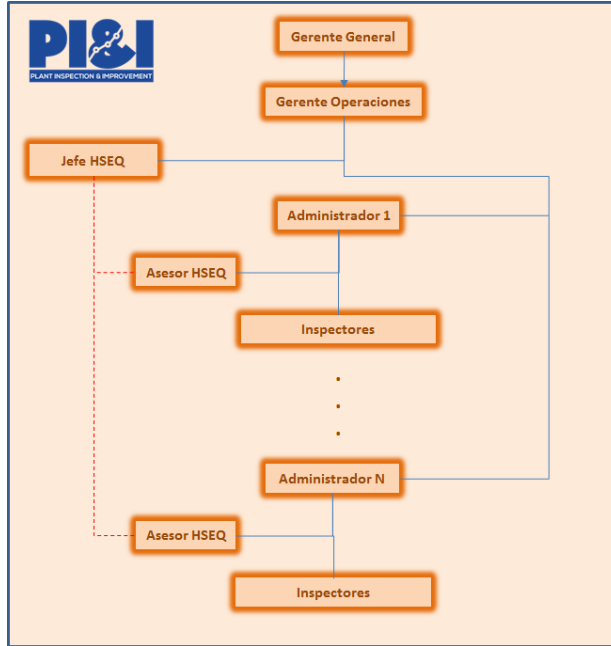 PI&I
PLANT INSPECTION & IMPROVEMENT
Gerente General
Gerente Operaciones
Jefe HSEQ
Administrador 1
Asesor HSEQ
Inspectores
Administrador N
Asesor HSEQ
Inspectores